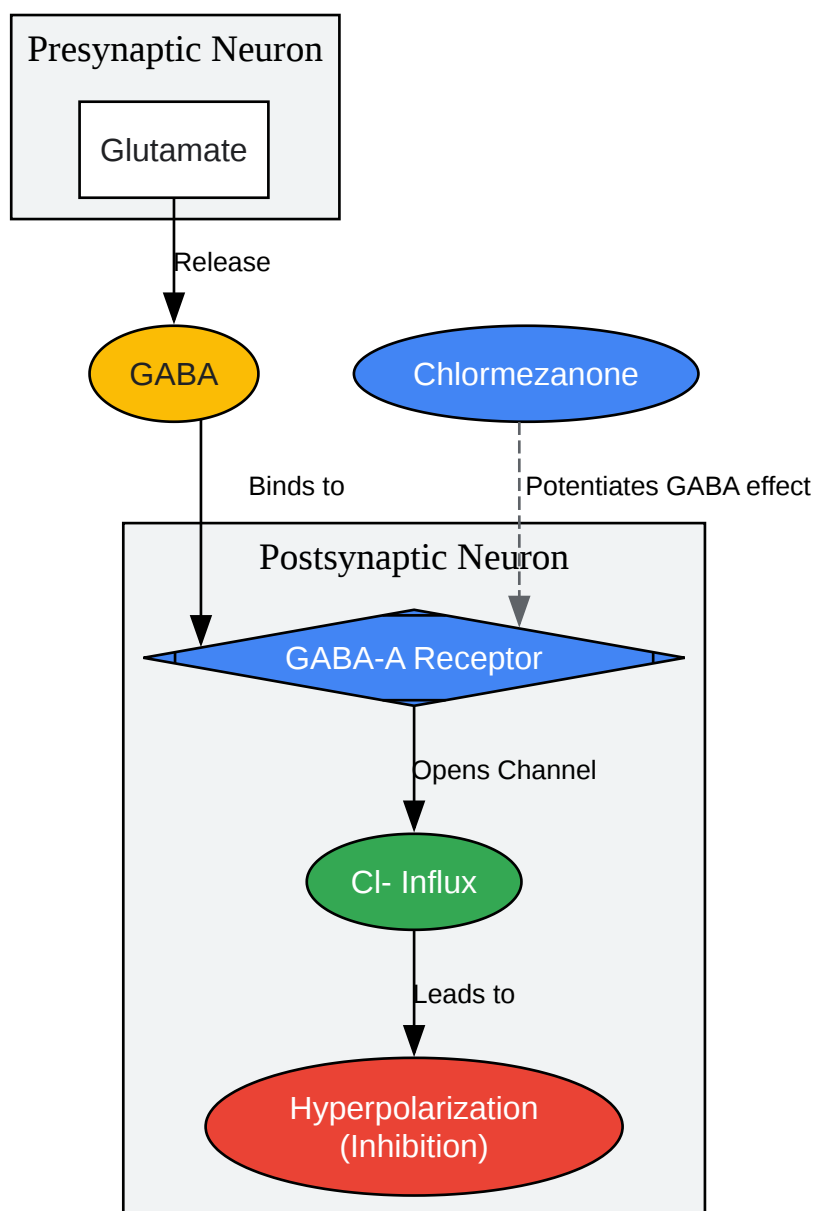 Presynaptic Neuron
Glutamate
Release
GABA
Chlormezanone
Binds to
Potentiates GABA effect
Postsynaptic Neuron
GABA-A Receptor
Opens Channel
Cl- Influx
Leads to
Hyperpolarization
(Inhibition)